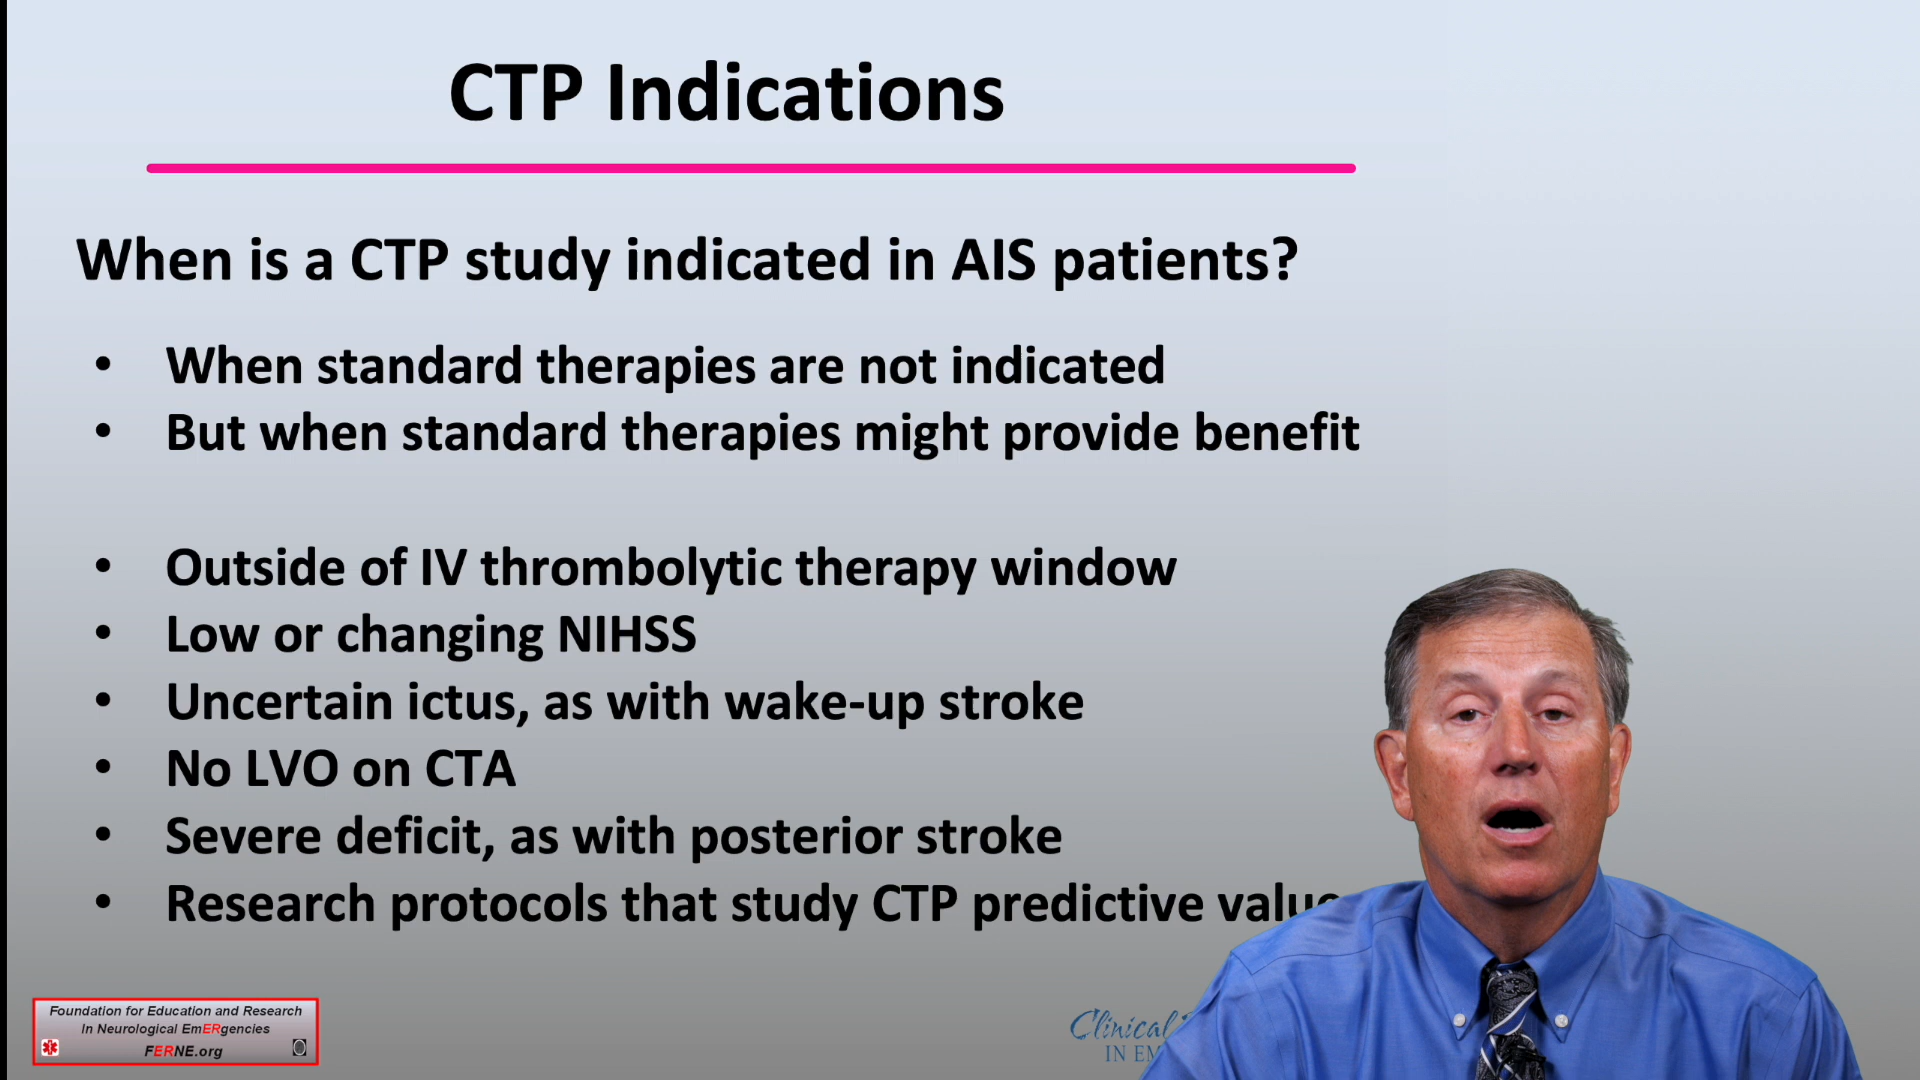 CTP Indications
When is a CTP study indicated in AIS patients?
• When standard therapies are not indicated
• But when standard therapies might provide benefit
• Outside of IV thrombolytic therapy window
• Low or changing NIHSS
• Uncertain ictus, as with wake-up stroke
• No LVO on CTA
• Severe deficit, as with posterior stroke
• Research protocols that study CTP predictive value
Foundation for Education and Research
In Neurological EmERgencies
FERNE.org
Clinical
IN